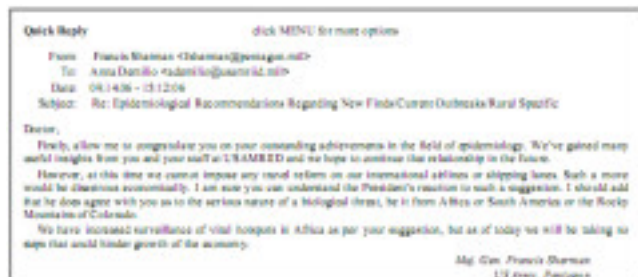 Quick Reply click MENU for more options
From: Francis Sharman <fsharman@pentagon.mil>
To: Anna Demilio <ademilio@usamriid.mil>
Date: 09.14.06 - 15:12:06
Subject: Re: Epidemiological Recommendations Regarding New Finds/Current Outbreaks/Rural Specific
Doctor,
Firstly, allow me to congratulate you on your outstanding achievements in the field of epidemiology. We've gained many
useful insights from you and your staff at USAMRIID and we hope to continue that relationship in the future.
However, at this time we cannot impose any travel reform on our international airlines or shipping lanes. Such a move
would be disastrous economically. I am sure you can understand the President's reaction to such a suggestion. I should add
that he does agree with you as to the serious nature of a biological threat, be it from Africa or South America or the Rocky
Mountains of Colorado.
We have increased surveillance of viral hotspots in Africa as per your suggestion, but as of today we will be taking no
steps that could hinder growth of the economy.
Maj. Gen. Francis Sharman
US Army, Pentagon